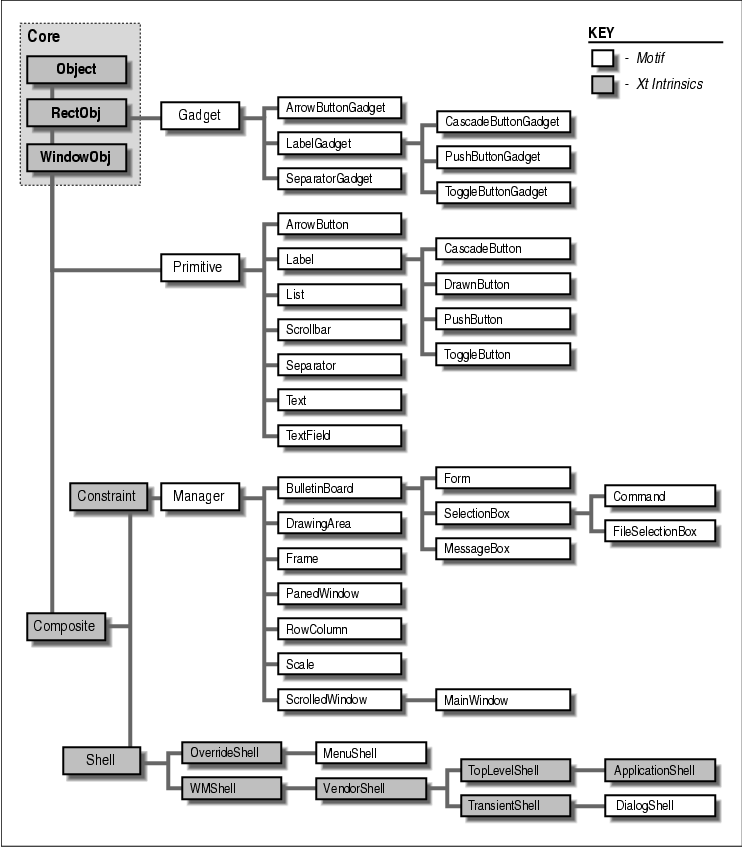 Core
KEY
Object
- Motif
- Xt Intrinsics
RectObj
Gadget
ArrowButtonGadget
CascadeButtonGadget
LabelGadget
WindowObj
PushButtonGadget
SeparatorGadget
ToggleButtonGadget
ArrowButton
Primitive
Label
CascadeButton
List
DrawnButton
Scrollbar
PushButton
Separator
ToggleButton
Text
TextField
Constraint
Manager
BulletinBoard
Form
Command
DrawingArea
SelectionBox
FileSelectionBox
Frame
MessageBox
PanedWindow
Composite
RowColumn
Scale
ScrolledWindow
MainWindow
Shell
OverrideShell
MenuShell
TopLevelShell
ApplicationShell
WMShell
VendorShell
TransientShell
DialogShell